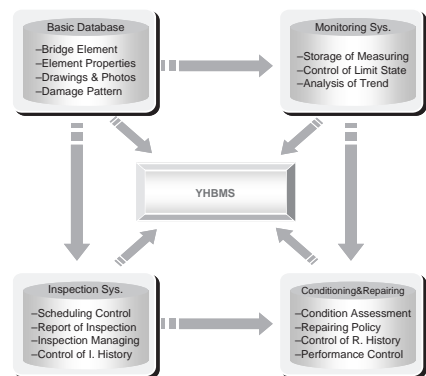 Basic Database
–Bridge Element
–Element Properties
–Drawings & Photos
–Damage Pattern
Monitoring Sys.
–Storage of Measuring
–Control of Limit State
–Analysis of Trend
YHBMS
Inspection Sys.
–Scheduling Control
–Report of Inspection
–Inspection Managing
–Control of I. History
Conditioning&Repairing
–Condition Assessment
–Repairing Policy
–Control of R. History
–Performance Control